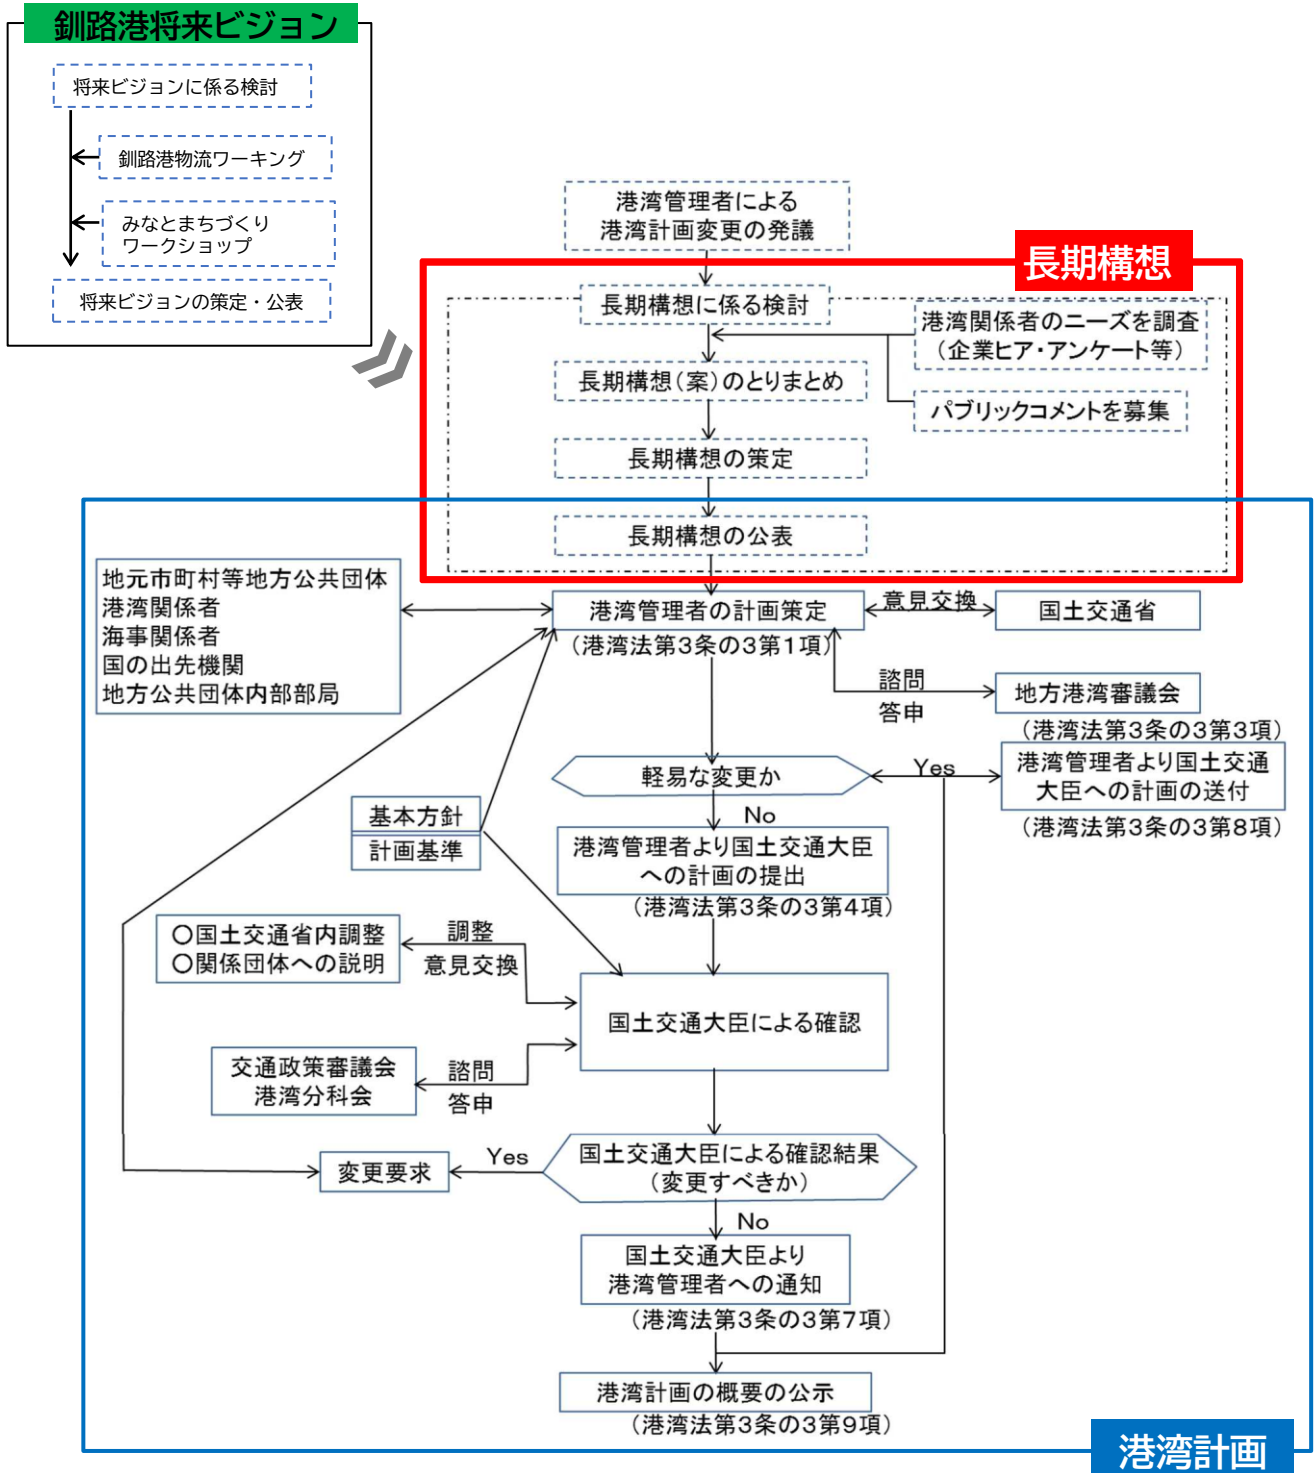 釧路港将来ビジョン
将来ビジョンに係る検討
釧路港物流ワーキング
みなとまちづくり
ワークショップ
将来ビジョンの策定・公表
港湾管理者による
港湾計画変更の発議
長期構想
長期構想に係る検討
港湾関係者のニーズを調査
（企業ヒア・アンケート等）
長期構想（案）のとりまとめ
パブリックコメントを募集
長期構想の策定
長期構想の公表
地元市町村等地方公共団体
港湾関係者
海事関係者
国の出先機関
地方公共団体内部部局
港湾管理者の計画策定
（港湾法第３条の３第１項）
意見交換
国土交通省
諮問
答申
地方港湾審議会
（港湾法第３条の３第３項）
軽易な変更か
Yes
港湾管理者より国土交通
大臣への計画の送付
（港湾法第３条の３第８項）
No
基本方針
計画基準
港湾管理者より国土交通大臣
への計画の提出
（港湾法第３条の３第４項）
○国土交通省内調整
○関係団体への説明
調整
意見交換
国土交通大臣による確認
交通政策審議会
港湾分科会
諮問
答申
国土交通大臣による確認結果
（変更すべきか）
Yes
変更要求
No
国土交通大臣より
港湾管理者への通知
（港湾法第３条の３第７項）
港湾計画の概要の公示
（港湾法第３条の３第９項）
港湾計画